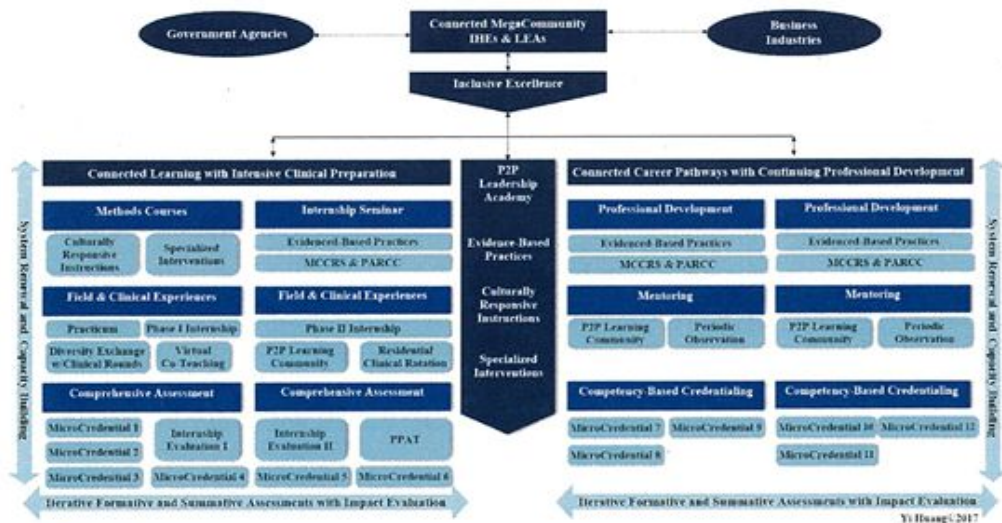 Government Agencies
Connected MegaCommunity
IHEs & LEAs
Business
Industries
Inclusive Excellence
Connected Learning with Intensive Clinical Preparation
P2P
Leadership
Academy
Evidence-Based
Practices
Culturally
Responsive
Instructions
Specialized
Interventions
Connected Career Pathways with Continuing Professional Development
System Renewal and Capacity Building
Methods Courses
Internship Seminar
Culturally
Responsive
Instructions
Specialized
Interventions
Evidenced-Based Practices
MCCRS & PARCC
Field & Clinical Experiences
Field & Clinical Experiences
Practicum
Phase I Internship
Phase II Internship
Diversity Exchange
w/Clinical Rounds
Virtual
Co-Teaching
P2P Learning
Community
Residential
Clinical Rotation
Comprehensive Assessment
Comprehensive Assessment
MicroCredential 1
MicroCredential 2
MicroCredential 3
Internship
Evaluation I
MicroCredential 4
Internship
Evaluation II
PPAT
MicroCredential 5
MicroCredential 6
Iterative Formative and Summative Assessments with Impact Evaluation
Professional Development
Professional Development
Evidenced-Based Practices
Evidenced-Based Practices
MCCRS & PARCC
MCCRS & PARCC
Mentoring
Mentoring
P2P Learning
Community
Periodic
Observation
P2P Learning
Community
Periodic
Observation
Competency-Based Credentialing
Competency-Based Credentialing
MicroCredential 7
MicroCredential 9
MicroCredential 8
MicroCredential 10
MicroCredential 12
MicroCredential 11
System Renewal and Capacity Building
Iterative Formative and Summative Assessments with Impact Evaluation
Yi Huang©2017